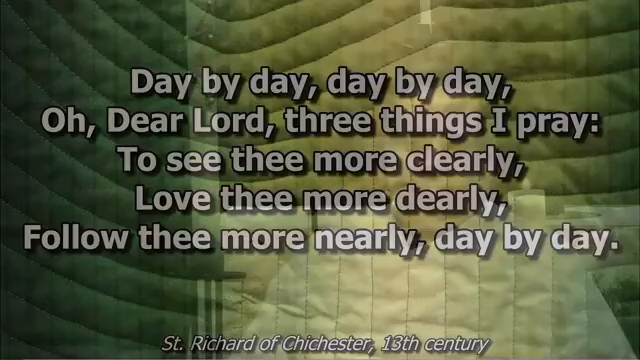 Day by day, day by day,
Oh, Dear Lord, three things I pray:
To see thee more clearly,
Love thee more dearly,
Follow thee more nearly, day by day.
St. Richard of Chichester, 13th century